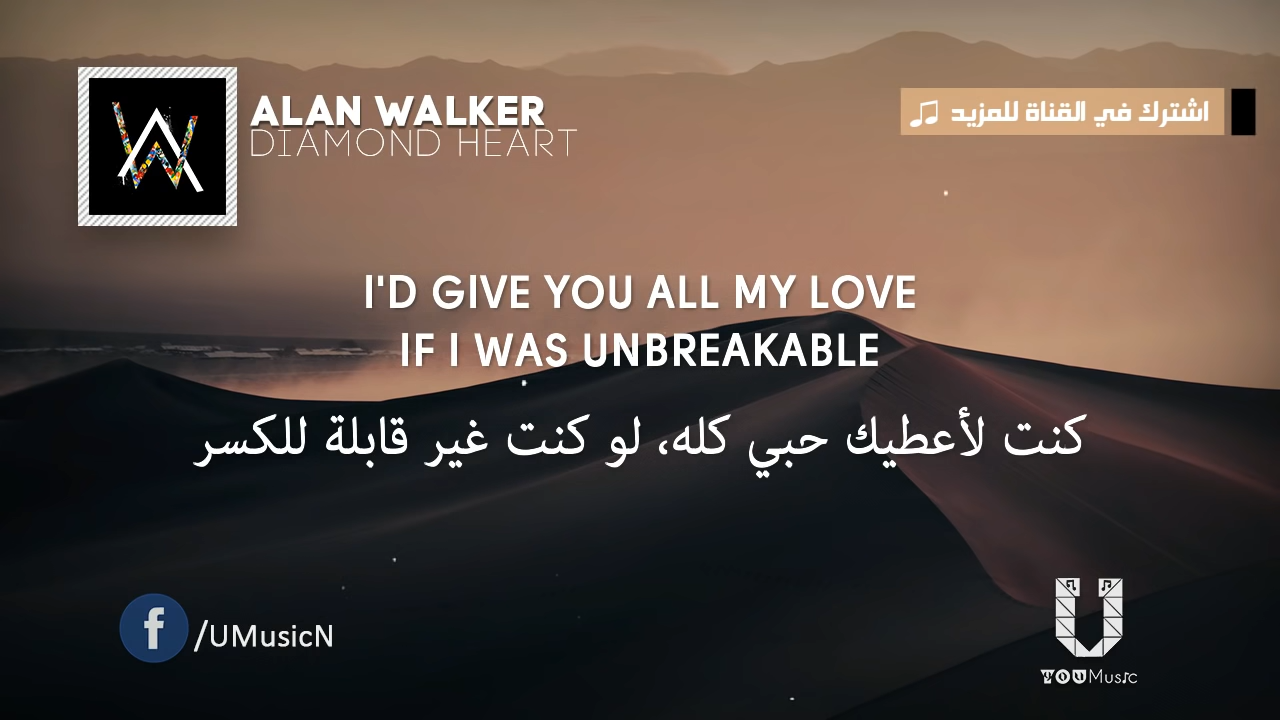 ALAN WALKER
DIAMOND HEART
اشترك في القناة للمزيد
I'D GIVE YOU ALL MY LOVE
IF I WAS UNBREAKABLE
كنت لأعطيك حبي كله، لو كنت غير قابلة للكسر
/UMusicN
YOUMusic